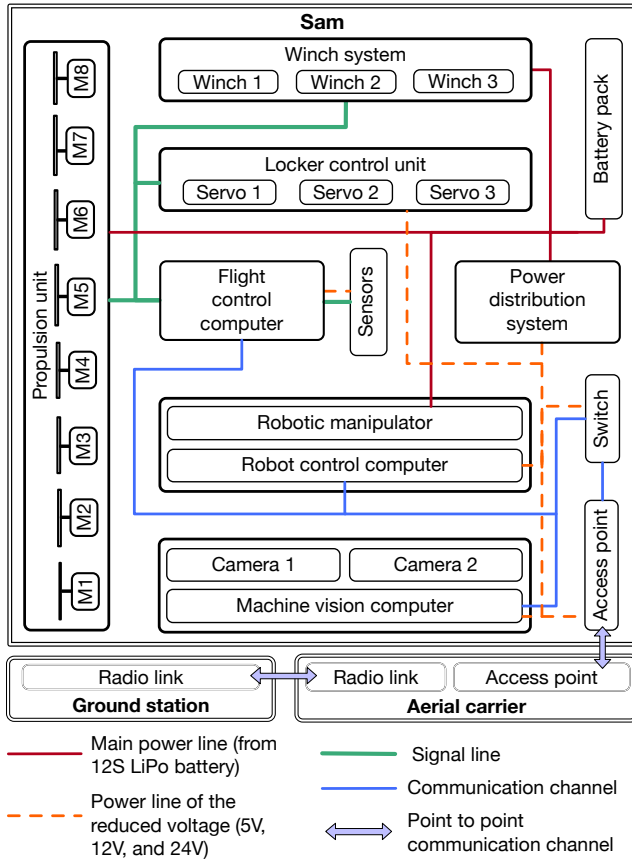 Sam
Winch system
Winch 1
Winch 2
Winch 3
Battery pack
Propulsion unit
M8
M7
M6
M5
M4
M3
M2
M1
Locker control unit
Servo 1
Servo 2
Servo 3
Flight
control
computer
Sensors
Power
distribution
system
Robotic manipulator
Robot control computer
Switch
Camera 1
Camera 2
Machine vision computer
Access point
Radio link
Ground station
Radio link
Access point
Aerial carrier
Main power line (from
12S LiPo battery)
Power line of the
reduced voltage (5V,
12V, and 24V)
Signal line
Communication channel
Point to point
communication channel